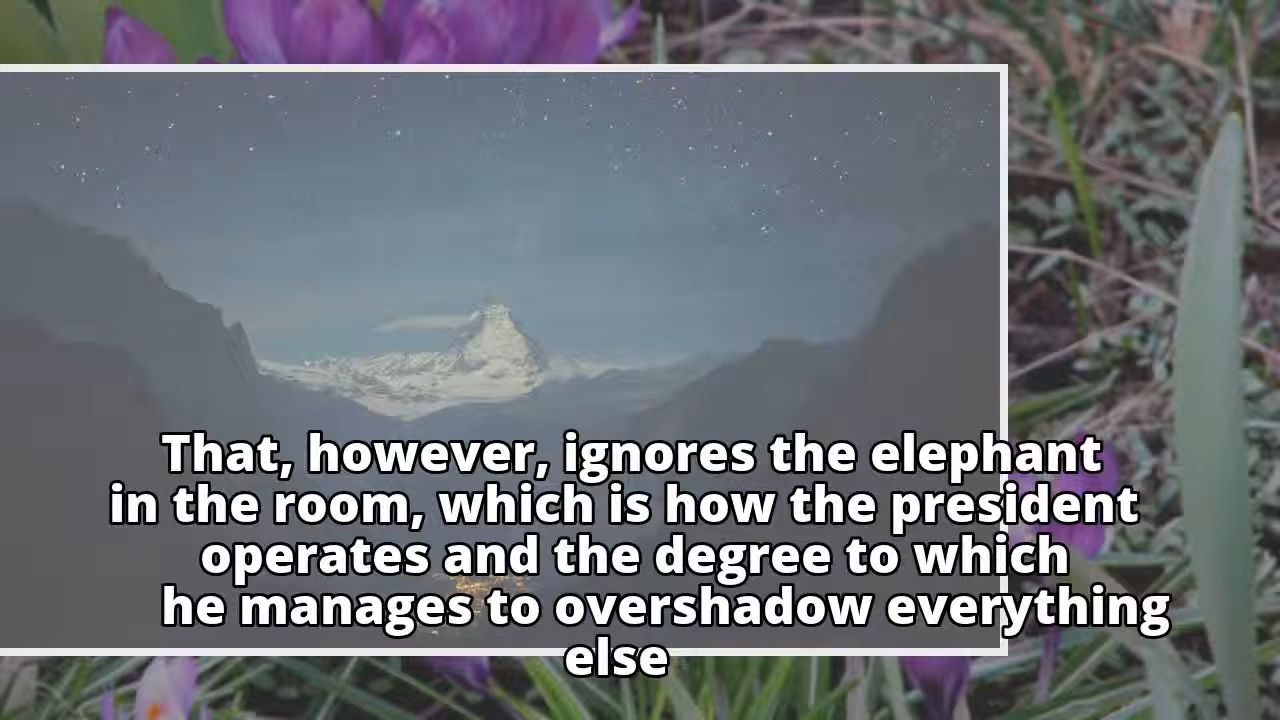 That, however, ignores the elephant
in the room, which is how the president
operates and the degree to which
he manages to overshadow everything
else